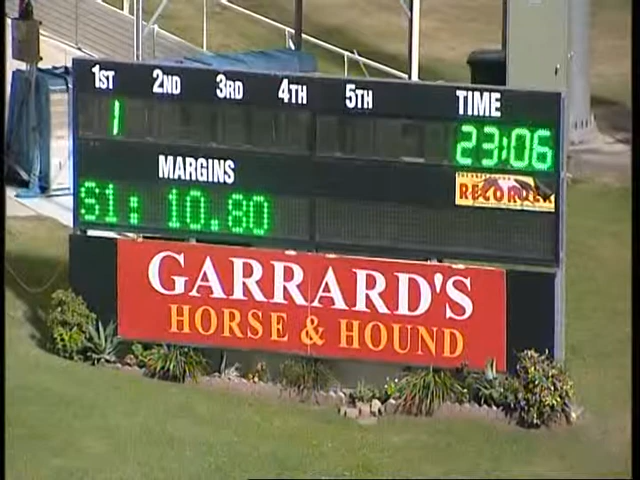 1ST 2ND 3RD 4TH 5TH TIME
1 23:06
MARGINS
S1: 10.80
RECORDER
GARRARD'S
HORSE & HOUND